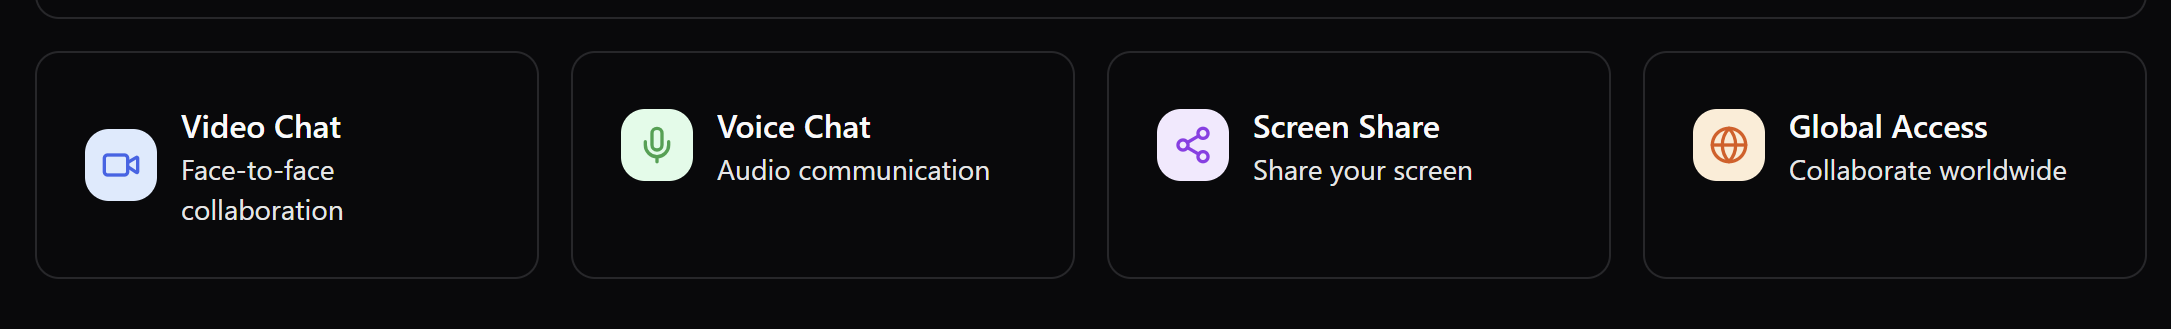 Video Chat
Face-to-face
collaboration
Voice Chat
Audio communication
Screen Share
Share your screen
Global Access
Collaborate worldwide